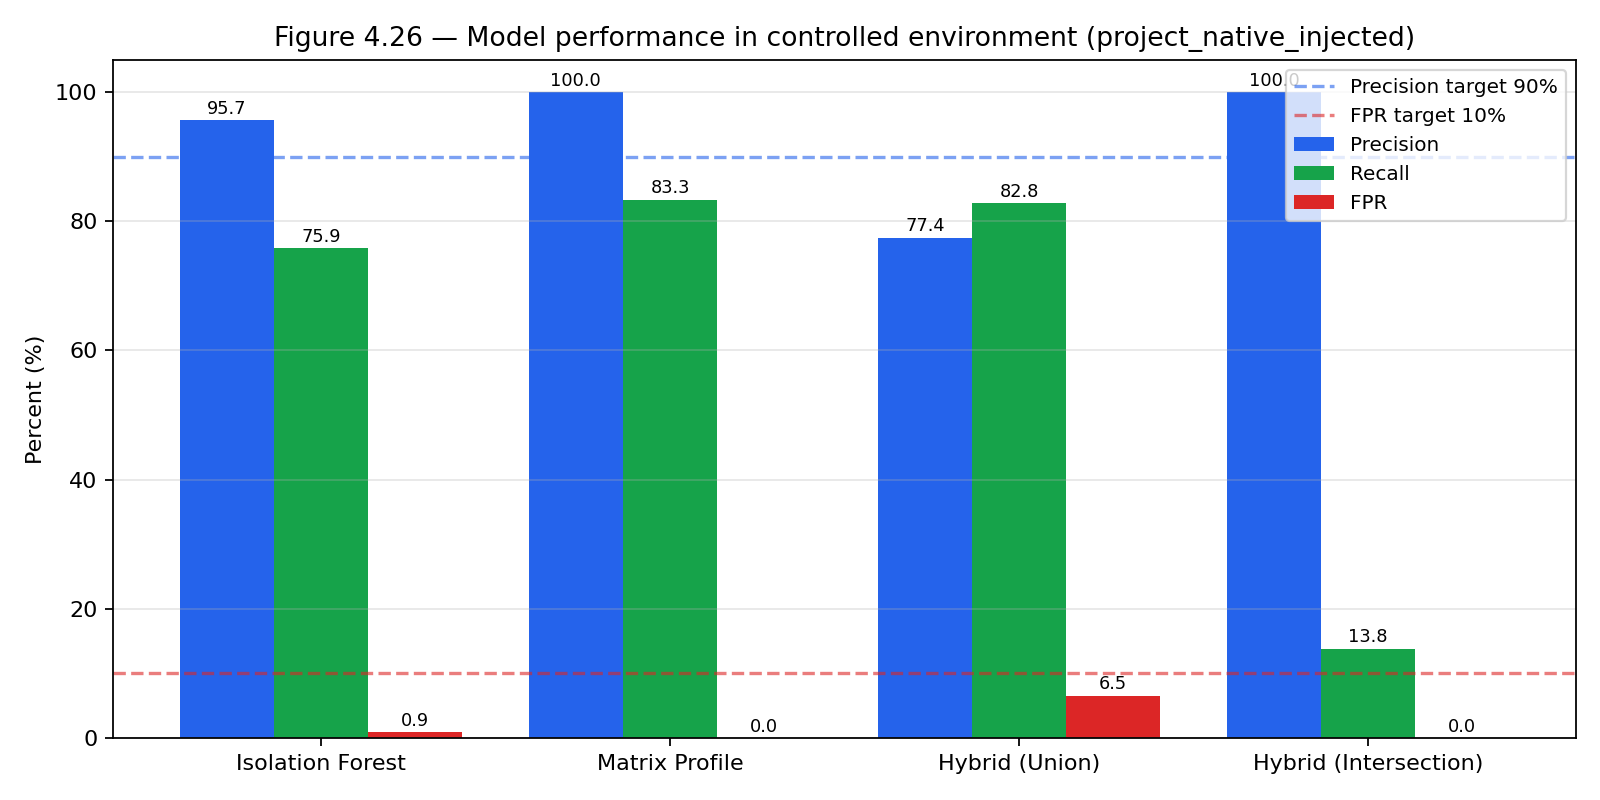 Figure 4.26 — Model performance in controlled environment (project_native_injected)
Percent (%)
100
80
60
40
20
0
95.7
75.9
0.9
100.0
83.3
0.0
77.4
82.8
6.5
100.0
13.8
0.0
Precision target 90%
FPR target 10%
Precision
Recall
FPR
Isolation Forest
Matrix Profile
Hybrid (Union)
Hybrid (Intersection)